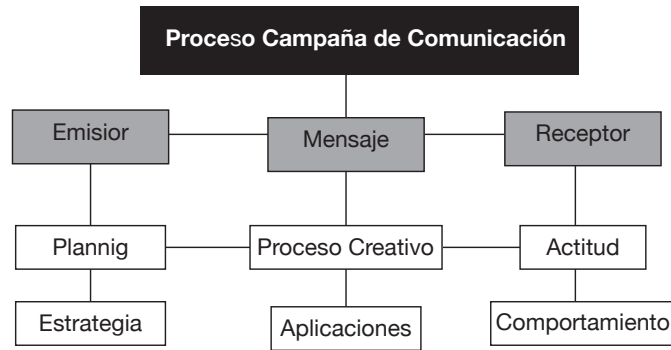 Proceso Campaña de Comunicación
Emisior
Mensaje
Receptor
Plannig
Proceso Creativo
Actitud
Estrategia
Aplicaciones
Comportamiento